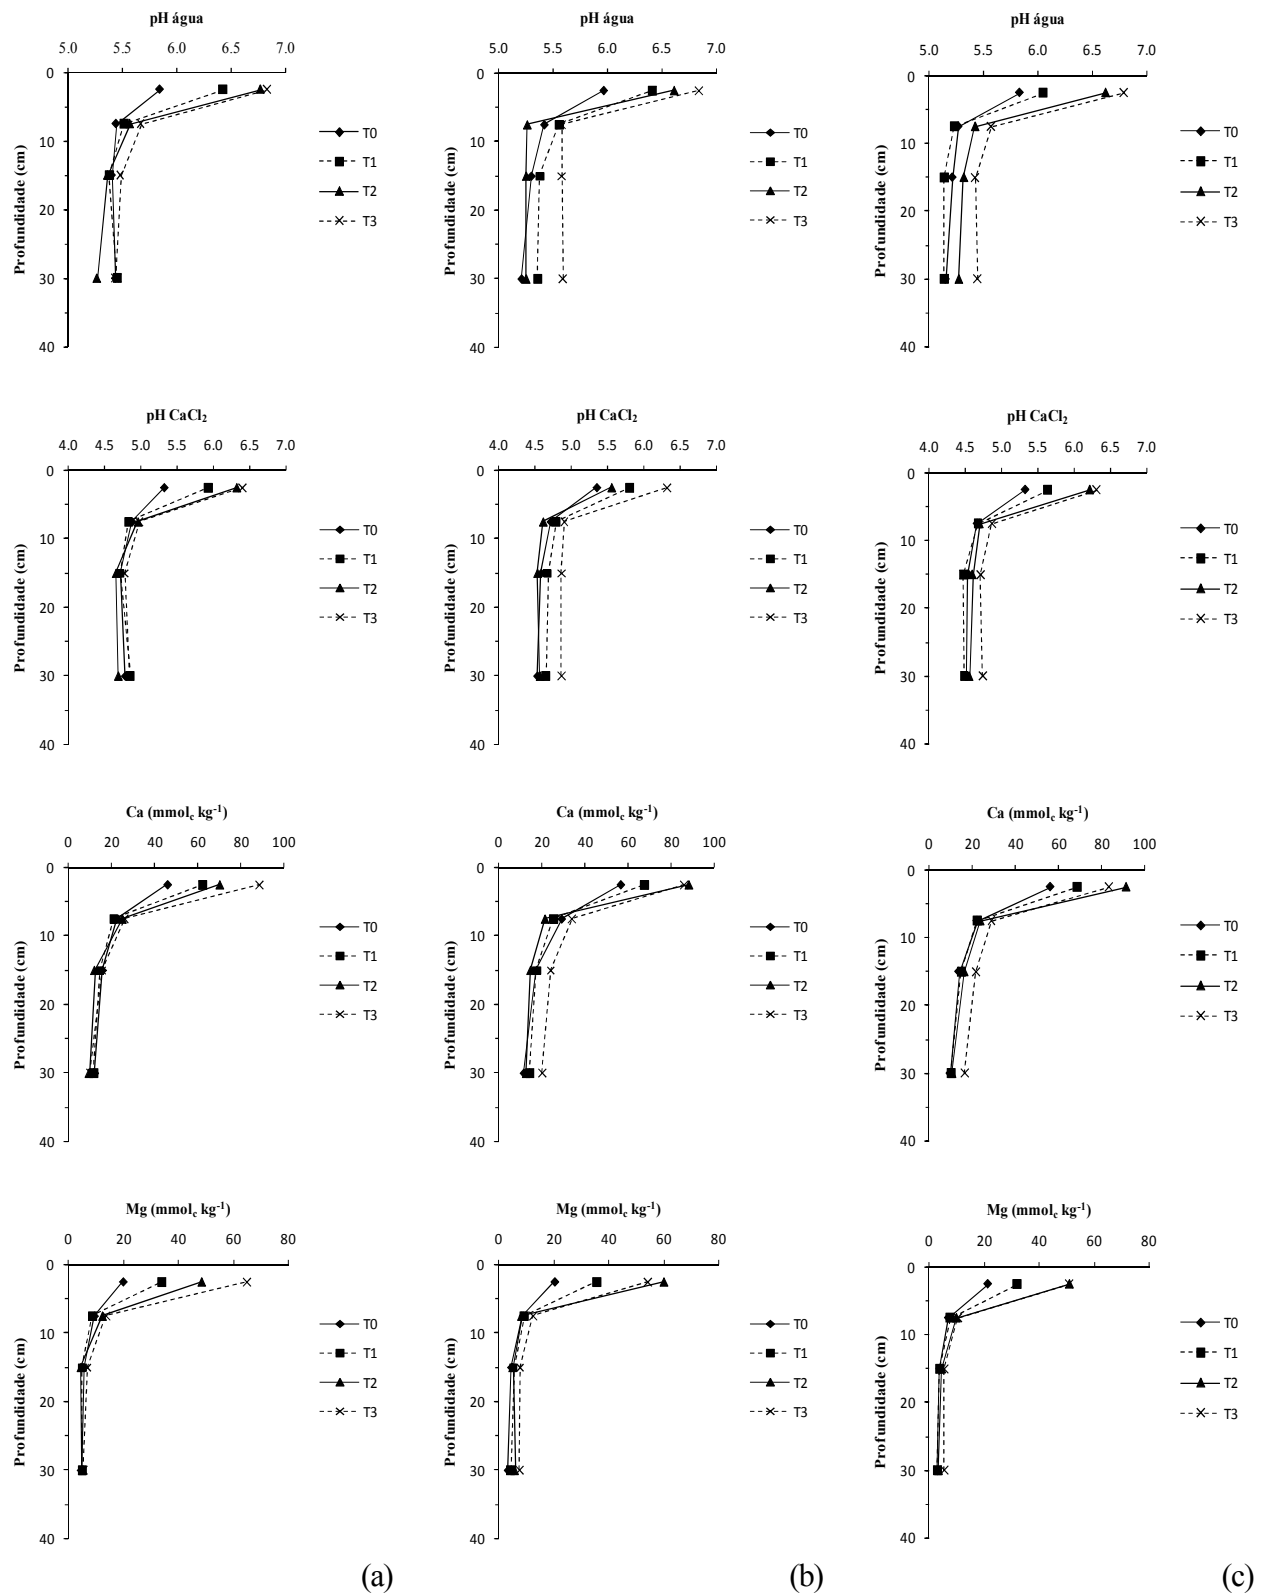 pH água
5.0 5.5 6.0 6.5 7.0
0
10
20
30
40
Profundidade (cm)
T0
T1
T2
T3
pH água
5.0 5.5 6.0 6.5 7.0
0
10
20
30
40
Profundidade (cm)
T0
T1
T2
T3
pH água
5.0 5.5 6.0 6.5 7.0
0
10
20
30
40
Profundidade (cm)
T0
T1
T2
T3
pH CaCl₂
4.0 5.0 5.0 6.0 6.0 7.0
0
10
20
30
40
Profundidade (cm)
T0
T1
T2
T3
pH CaCl₂
4.0 4.5 5.0 5.5 6.0 6.5 7.0
0
10
20
30
40
Profundidade (cm)
T0
T1
T2
T3
pH CaCl₂
4.0 4.5 5.0 5.5 6.0 6.5 7.0
0
10
20
30
40
Profundidade (cm)
T0
T1
T2
T3
Ca (mmol꜀ kg⁻¹)
0 20 40 60 80 100
0
10
20
30
40
Profundidade (cm)
T0
T1
T2
T3
Ca (mmol꜀ kg⁻¹)
0 20 40 60 80 100
0
10
20
30
40
Profundidade (cm)
T0
T1
T2
T3
Ca (mmol꜀ kg⁻¹)
0 20 40 60 80 100
0
10
20
30
40
Profundidade (cm)
T0
T1
T2
T3
Mg (mmol꜀ kg⁻¹)
0 20 40 60 80
0
10
20
30
40
Profundidade (cm)
T0
T1
T2
T3
Mg (mmol꜀ kg⁻¹)
0 20 40 60 80
0
10
20
30
40
Profundidade (cm)
T0
T1
T2
T3
Mg (mmol꜀ kg⁻¹)
0 20 40 60 80
0
10
20
30
40
Profundidade (cm)
T0
T1
T2
T3
(a)
(b)
(c)